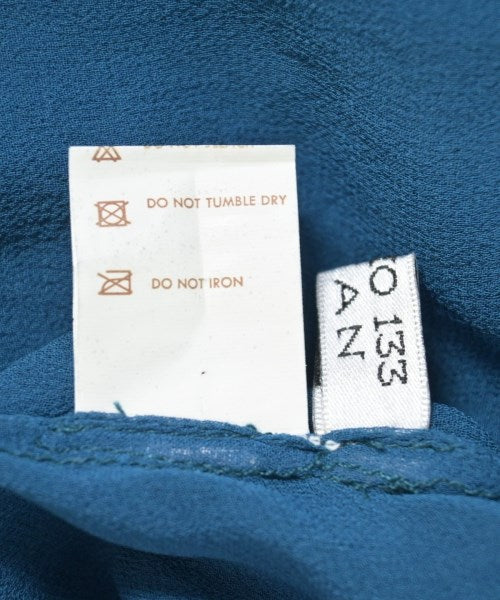 DO NOT TUMBLE DRY
DO NOT IRON
O 133
AN